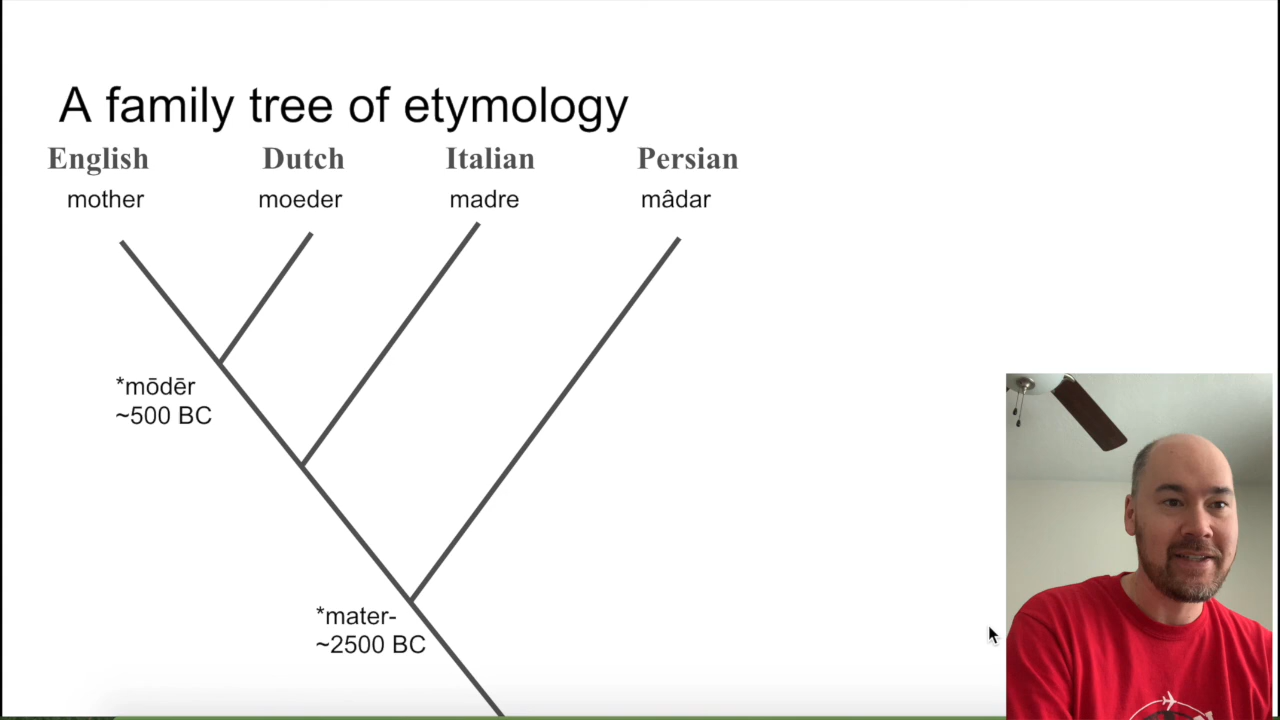 A family tree of etymology
English Dutch Italian Persian
mother moeder madre mâdar
*mōdēr
~500 BC
*mater-
~2500 BC